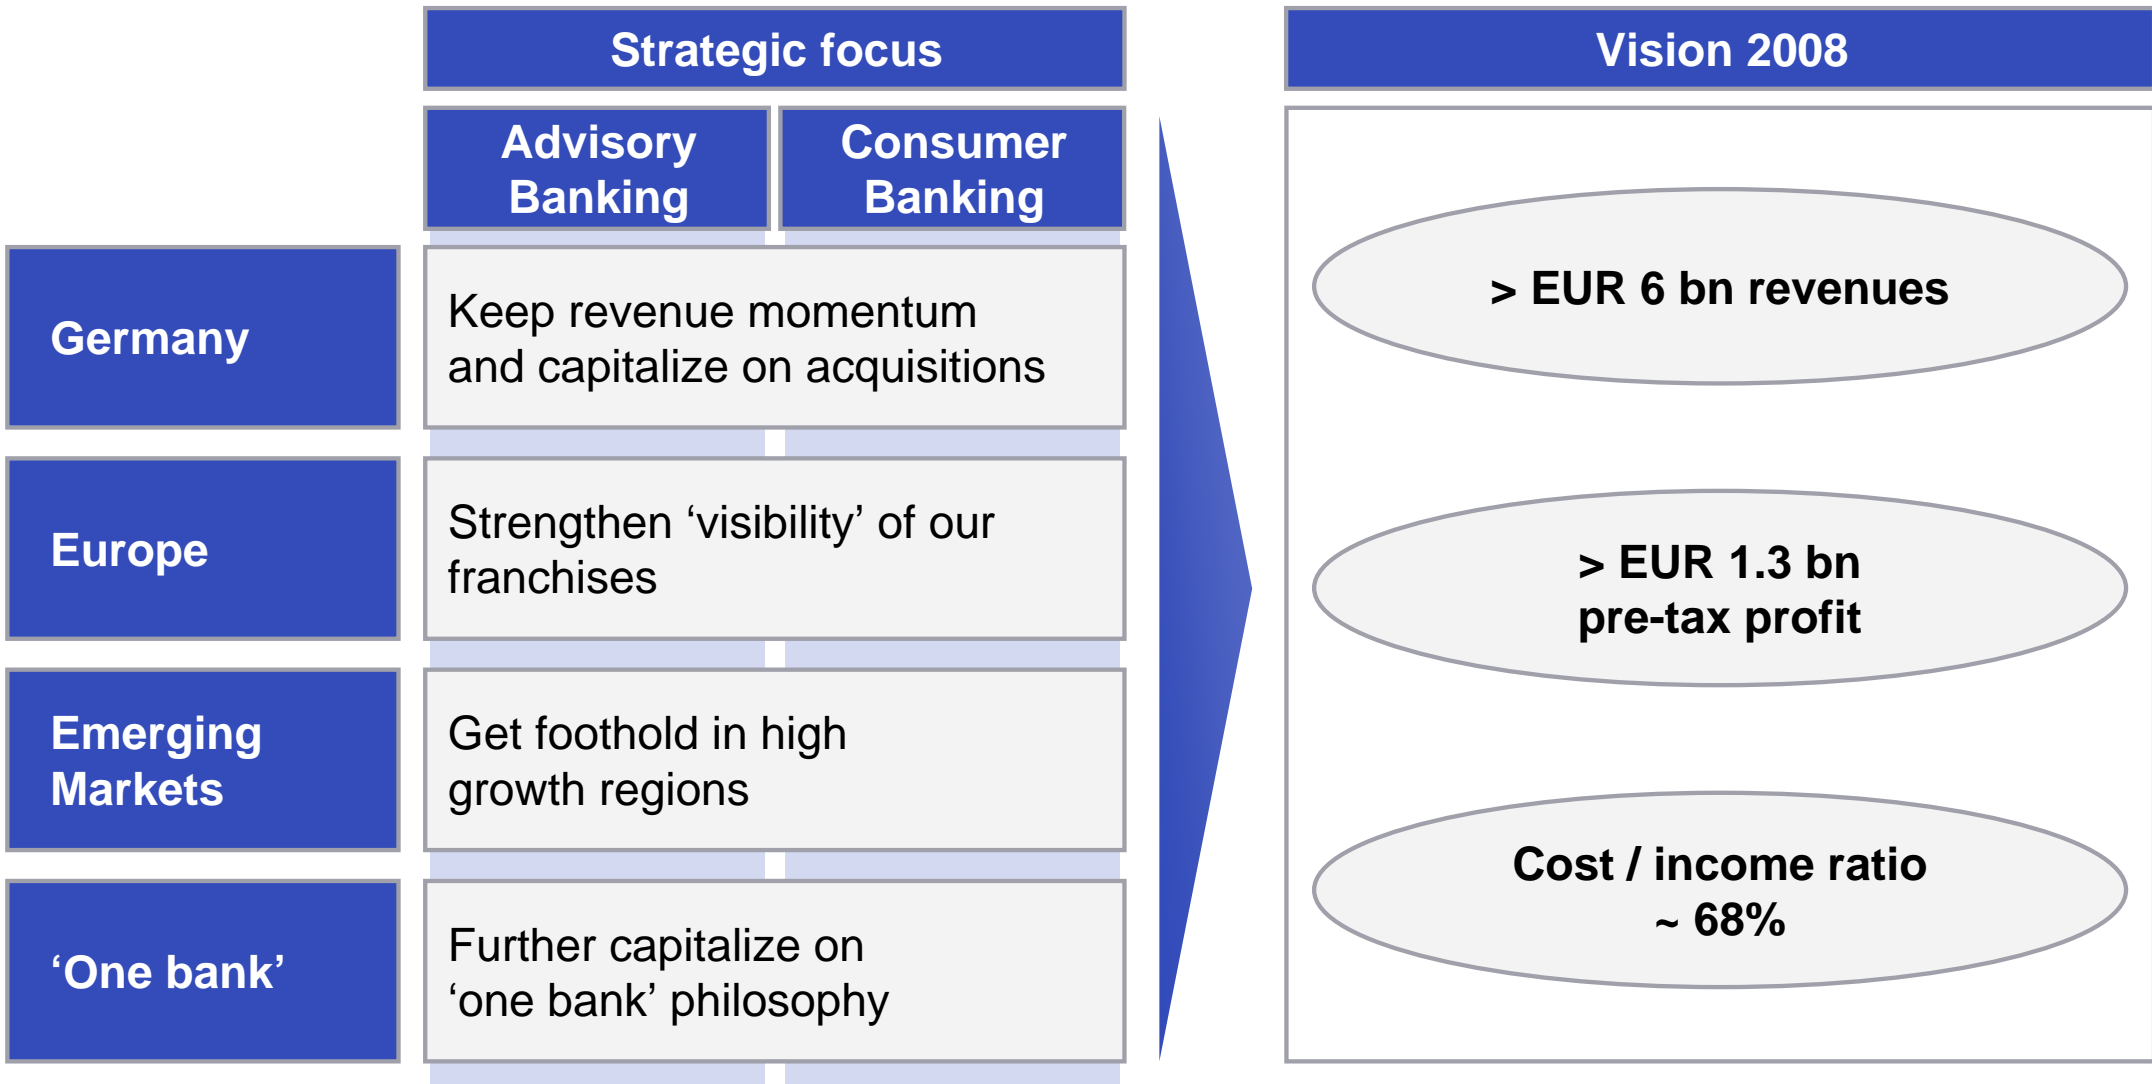 Strategic focus
Vision 2008
Advisory
Banking
Consumer
Banking
Germany
Keep revenue momentum
and capitalize on acquisitions
Europe
Strengthen ‘visibility’ of our
franchises
Emerging
Markets
Get foothold in high
growth regions
‘One bank’
Further capitalize on
‘one bank’ philosophy
> EUR 6 bn revenues
> EUR 1.3 bn
pre-tax profit
Cost / income ratio
~ 68%